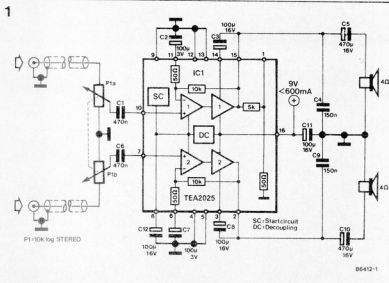 1
C2
100µ
3V
9
11
12
13
IC1
50Ω
10k
SC
1
1
C3
100µ
16V
14
15
1
5k
C5
470µ
16V
4Ω
P1a
C1
470n
10
9V
<600mA
C4
150n
DC
16
C11
100µ
16V
C6
470n
7
P1b
2
2
50Ω
10k
50Ω
C9
150n
4Ω
TEA2025
P1=10k log STEREO
8
6
4
5
3
2
C12
100µ
16V
C7
100µ
3V
C8
100µ
16V
SC=Startcircuit
DC=Decoupling
C10
470µ
16V
86412-1